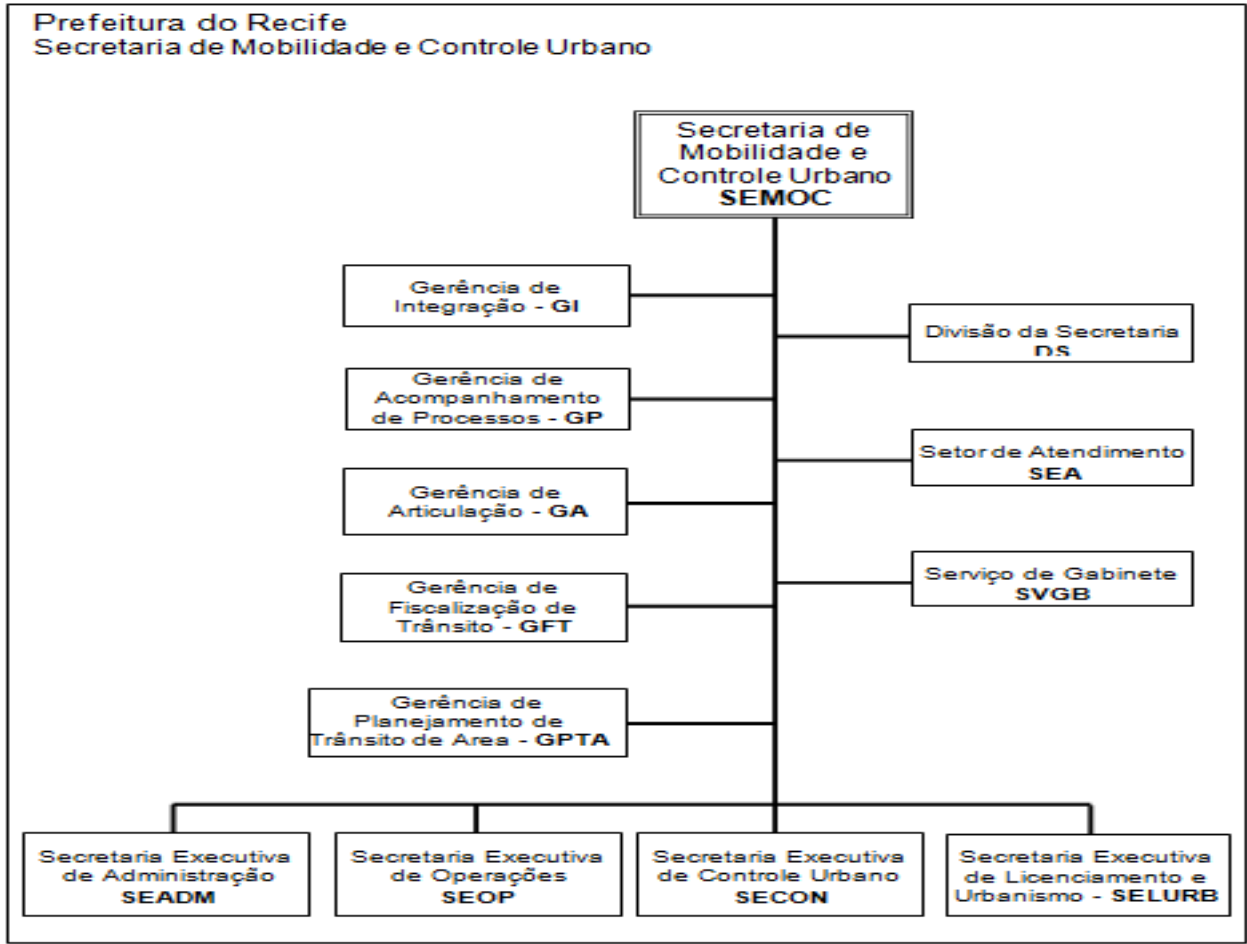 Prefeitura do Recife
Secretaria de Mobilidade e Controle Urbano
Secretaria de
Mobilidade e
Controle Urbano
SEMOC
Gerência de
Integração - GI
Divisão da Secretaria
DS
Gerência de
Acompanhamento
de Processos - GP
Setor de Atendimento
SEA
Gerência de
Articulação - GA
Serviço de Gabinete
SVGB
Gerência de
Fiscalização de
Trânsito - GFT
Gerência de
Planejamento de
Trânsito de Area - GPTA
Secretaria Executiva
de Administração
SEADM
Secretaria Executiva
de Operações
SEOP
Secretaria Executiva
de Controle Urbano
SECON
Secretaria Executiva
de Licenciamento e
Urbanismo - SELURB